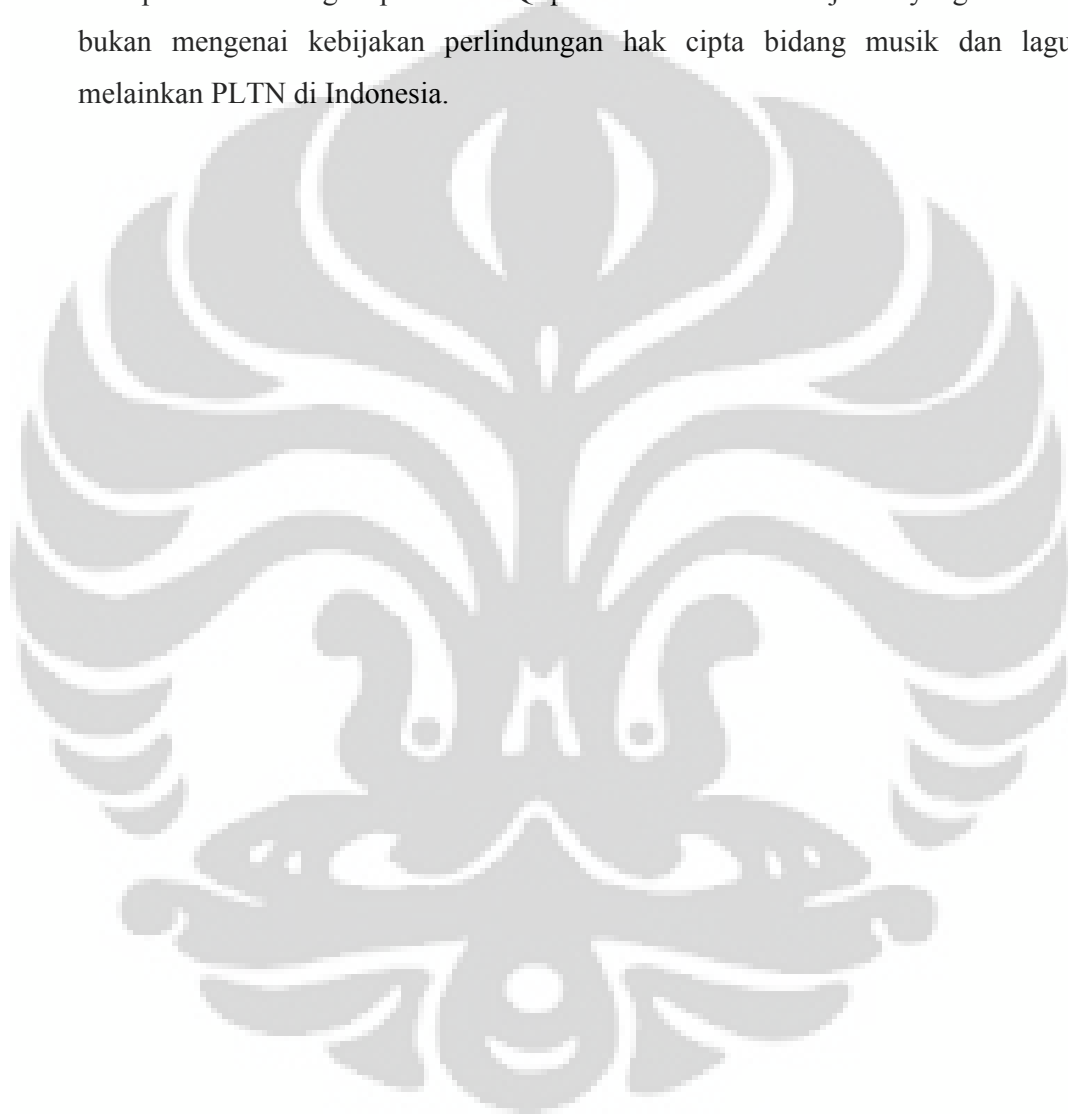 bukan mengenai kebijakan perlindungan hak cipta bidang musik dan lagu
melainkan PLTN di Indonesia.